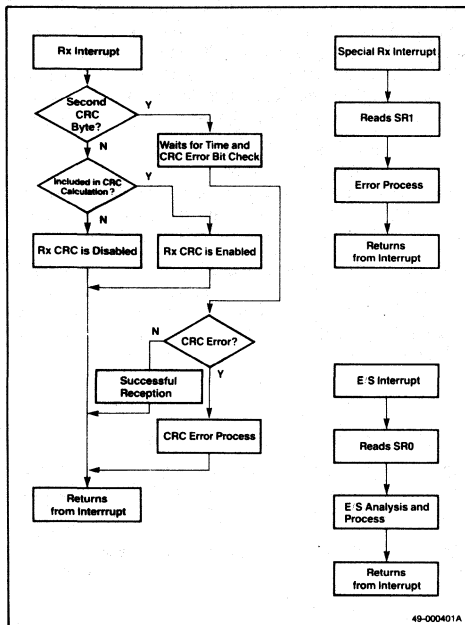 Rx Interrupt
Second
CRC
Byte?
Y
N
Waits for Time and
CRC Error Bit Check
Included in CRC
Calculation?
Y
N
Rx CRC is Disabled
Rx CRC is Enabled
CRC Error?
N
Y
Successful
Reception
CRC Error Process
Returns
from Interrrupt
Special Rx Interrupt
Reads SR1
Error Process
Returns
from Interrupt
E/S Interrupt
Reads SR0
E/S Analysis and
Process
Returns
from Interrupt
49-000401A